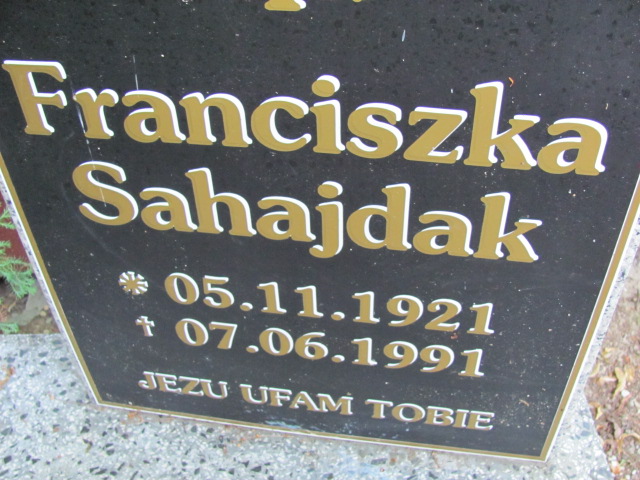 Franciszka
Sahajdak
* 05.11.1921
✝ 07.06.1991
JEZU UFAM TOBIE